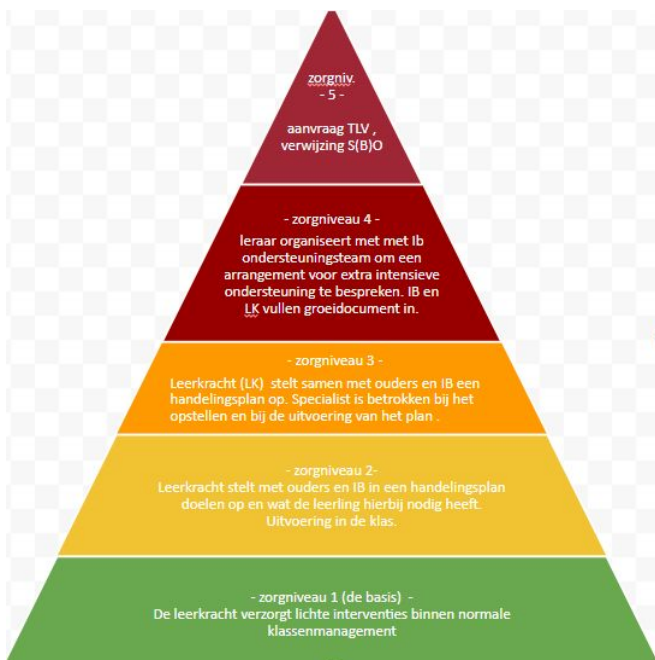 zorgniv.
- 5 -
aanvraag TLV ,
verwijzing S(B)O
- zorgniveau 4 -
leraar organiseert met met Ib
ondersteuningsteam om een
arrangement voor extra intensieve
ondersteuning te bespreken. IB en
LK vullen groeidocument in.
- zorgniveau 3 -
Leerkracht (LK) stelt samen met ouders en IB een
handelingsplan op. Specialist is betrokken bij het
opstellen en bij de uitvoering van het plan .
- zorgniveau 2-
Leerkracht stelt met ouders en IB in een handelingsplan
doelen op en wat de leerling hierbij nodig heeft.
Uitvoering in de klas.
- zorgniveau 1 (de basis) -
De leerkracht verzorgt lichte interventies binnen normale
klassenmanagement